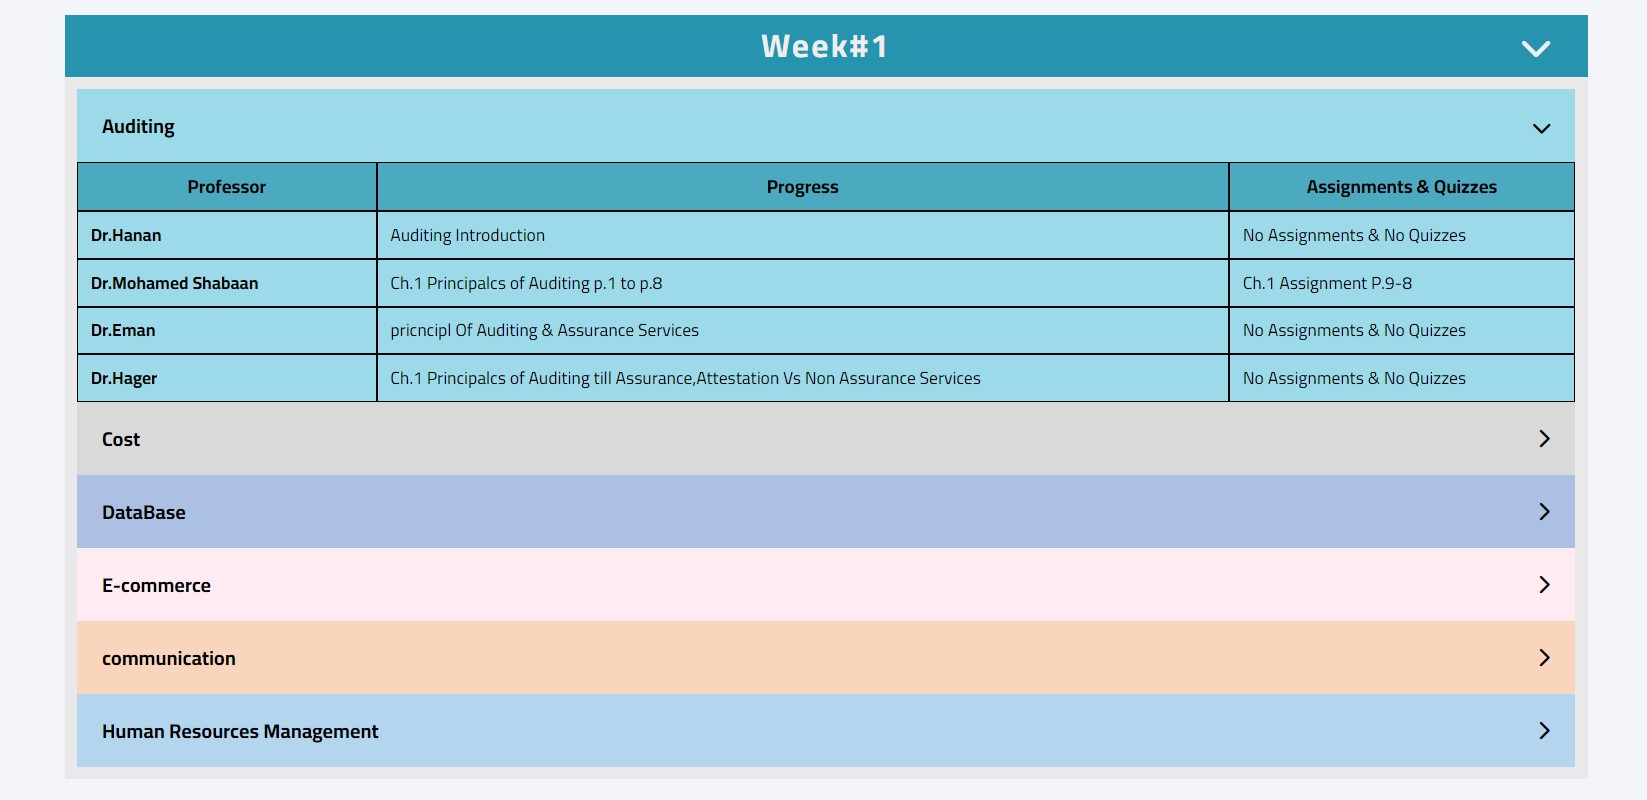 Week#1
Auditing
Professor Progress Assignments & Quizzes
Dr.Hanan Auditing Introduction No Assignments & No Quizzes
Dr.Mohamed Shabaan Ch.1 Principalcs of Auditing p.1 to p.8 Ch.1 Assignment P.9-8
Dr.Eman pricncipl Of Auditing & Assurance Services No Assignments & No Quizzes
Dr.Hager Ch.1 Principalcs of Auditing till Assurance,Attestation Vs Non Assurance Services No Assignments & No Quizzes
Cost
DataBase
E-commerce
communication
Human Resources Management